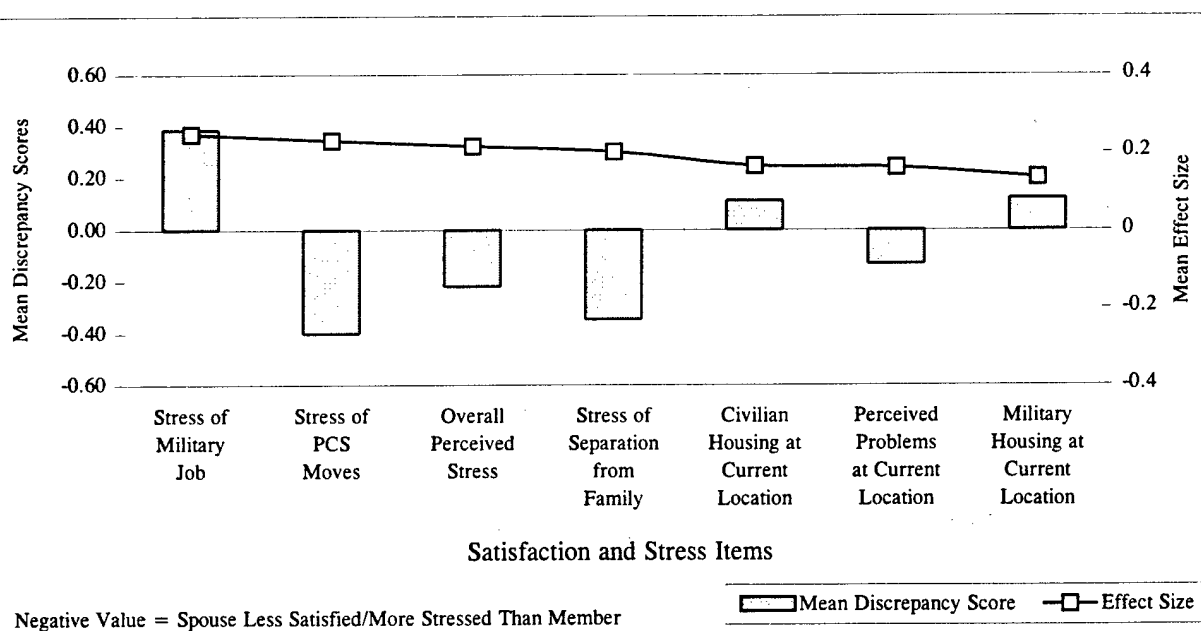 0.60
0.40
0.20
0.00
-0.20
-0.40
-0.60
Mean Discrepancy Scores
0.4
0.2
0
-0.2
-0.4
Mean Effect Size
Stress of
Military
Job
Stress of
PCS
Moves
Overall
Perceived
Stress
Stress of
Separation
from
Family
Civilian
Housing at
Current
Location
Perceived
Problems
at Current
Location
Military
Housing at
Current
Location
Satisfaction and Stress Items
Mean Discrepancy Score
Effect Size
Negative Value = Spouse Less Satisfied/More Stressed Than Member